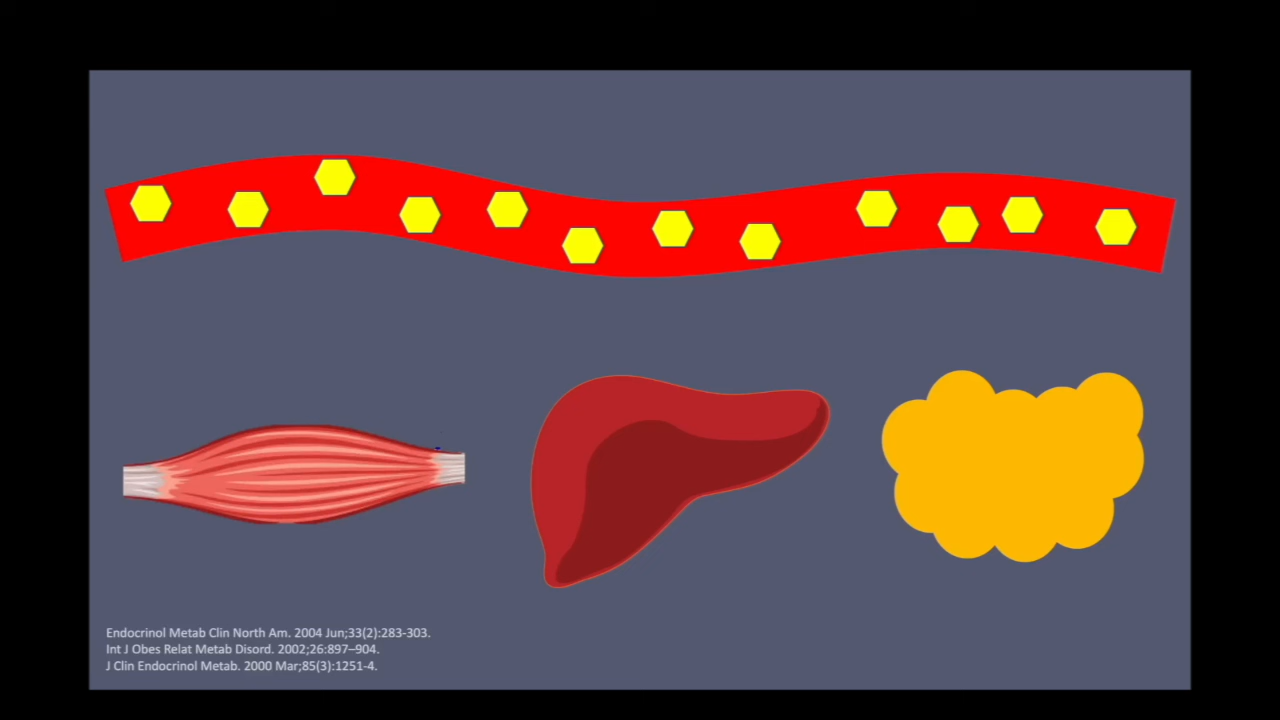 Endocrinol Metab Clin North Am. 2004 Jun;33(2):283-303.
Int J Obes Relat Metab Disord. 2002;26:897–904.
J Clin Endocrinol Metab. 2000 Mar;85(3):1251-4.